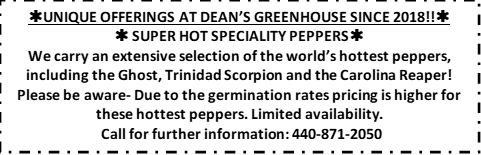 ✱UNIQUE OFFERINGS AT DEAN’S GREENHOUSE SINCE 2018!!✱
✱ SUPER HOT SPECIALITY PEPPERS✱
We carry an extensive selection of the world’s hottest peppers,
including the Ghost, Trinidad Scorpion and the Carolina Reaper!
Please be aware- Due to the germination rates pricing is higher for
these hottest peppers. Limited availability.
Call for further information: 440-871-2050